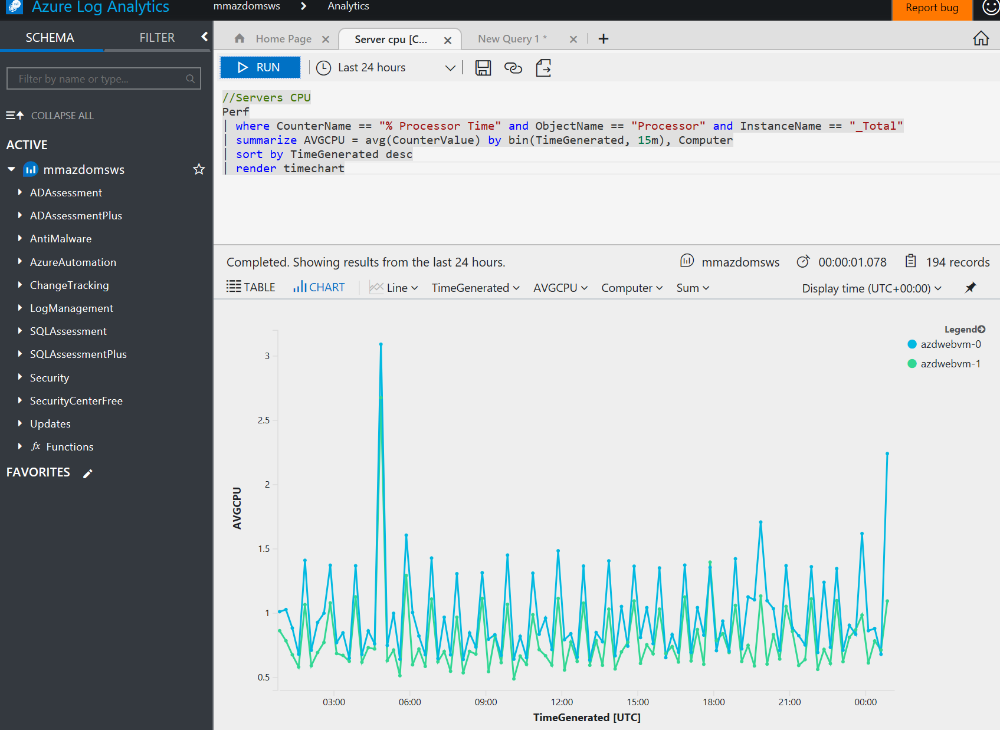 Azure Log Analytics
mmazdomsws > Analytics
Report bug
SCHEMA FILTER
Filter by name or type...
COLLAPSE ALL
ACTIVE
mmazdomsws
ADAssessment
ADAssessmentPlus
AntiMalware
AzureAutomation
ChangeTracking
LogManagement
SQLAssessment
SQLAssessmentPlus
Security
SecurityCenterFree
Updates
fx Functions
FAVORITES
Home Page × Server cpu [C... × New Query 1 * × +
RUN Last 24 hours
//Servers CPU
Perf
| where CounterName == "% Processor Time" and ObjectName == "Processor" and InstanceName == "_Total"
| summarize AVGCPU = avg(CounterValue) by bin(TimeGenerated, 15m), Computer
| sort by TimeGenerated desc
| render timechart
Completed. Showing results from the last 24 hours. mmazdomsws 00:00:01.078 194 records
TABLE CHART Line TimeGenerated AVGCPU Computer Sum Display time (UTC+00:00)
Legend
azdwebvm-0
azdwebvm-1
3
2.5
2
1.5
1
0.5
AVGCPU
03:00 06:00 09:00 12:00 15:00 18:00 21:00 00:00
TimeGenerated [UTC]